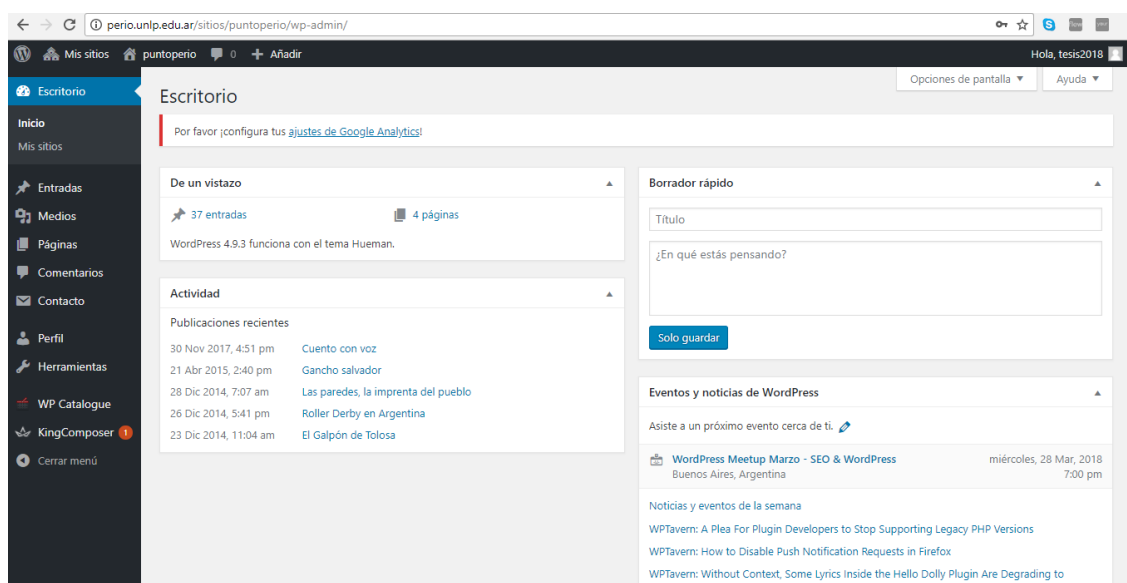 perio.unlp.edu.ar/sitios/puntoperio/wp-admin/
Mis sitios puntoperio 0 Añadir Hola, tesis2018
Escritorio
Inicio
Mis sitios
Entradas
Medios
Páginas
Comentarios
Contacto
Perfil
Herramientas
WP Catalogue
KingComposer 1
Cerrar menú
Opciones de pantalla Ayuda
Escritorio
Por favor ¡configura tus ajustes de Google Analytics!
De un vistazo
37 entradas 4 páginas
WordPress 4.9.3 funciona con el tema Hueman.
Actividad
Publicaciones recientes
30 Nov 2017, 4:51 pm Cuento con voz
21 Abr 2015, 2:40 pm Gancho salvador
28 Dic 2014, 7:07 am Las paredes, la imprenta del pueblo
26 Dic 2014, 5:41 pm Roller Derby en Argentina
23 Dic 2014, 11:04 am El Galpón de Tolosa
Borrador rápido
Título
¿En qué estás pensando?
Solo guardar
Eventos y noticias de WordPress
Asiste a un próximo evento cerca de ti.
WordPress Meetup Marzo - SEO & WordPress miércoles, 28 Mar, 2018
Buenos Aires, Argentina 7:00 pm
Noticias y eventos de la semana
WPTavern: A Plea For Plugin Developers to Stop Supporting Legacy PHP Versions
WPTavern: How to Disable Push Notification Requests in Firefox
WPTavern: Without Context, Some Lyrics Inside the Hello Dolly Plugin Are Degrading to